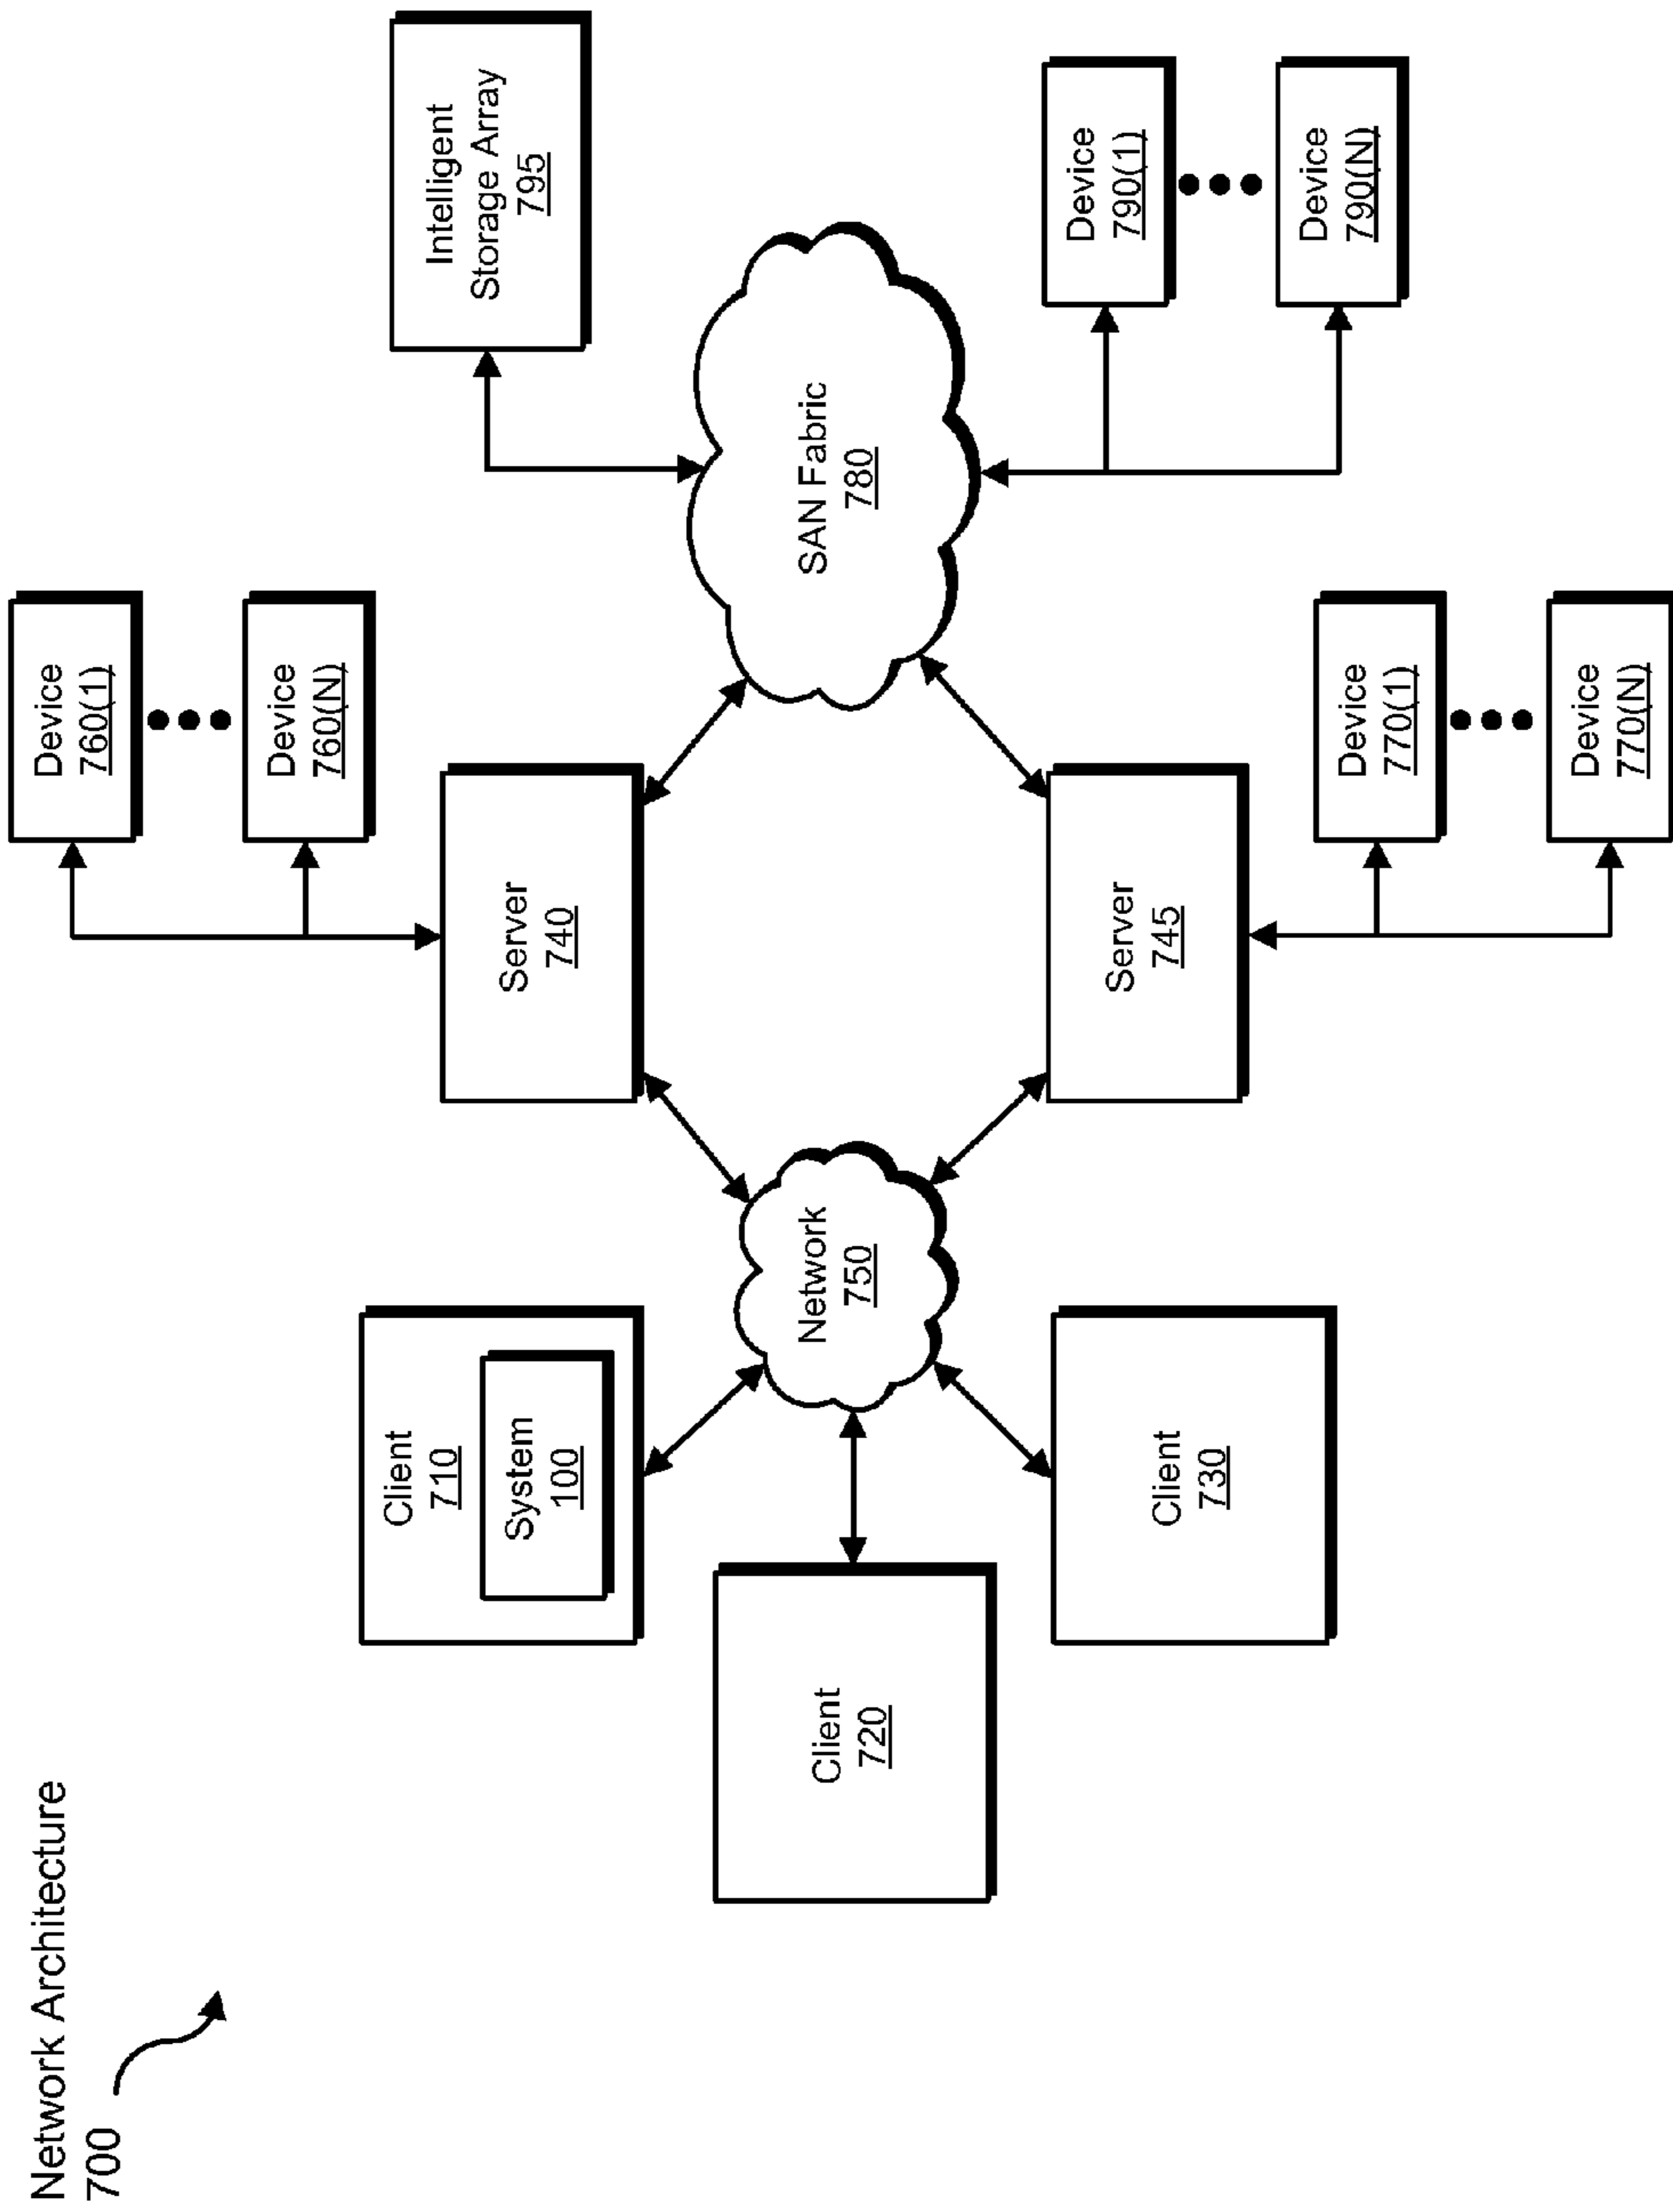 Network Architecture
700
Device
760(1)
Device
760(N)
Client
710
System
100
Server
740
Intelligent
Storage Array
795
Client
720
Network
750
SAN Fabric
780
Client
730
Server
745
Device
790(1)
Device
790(N)
Device
770(1)
Device
770(N)